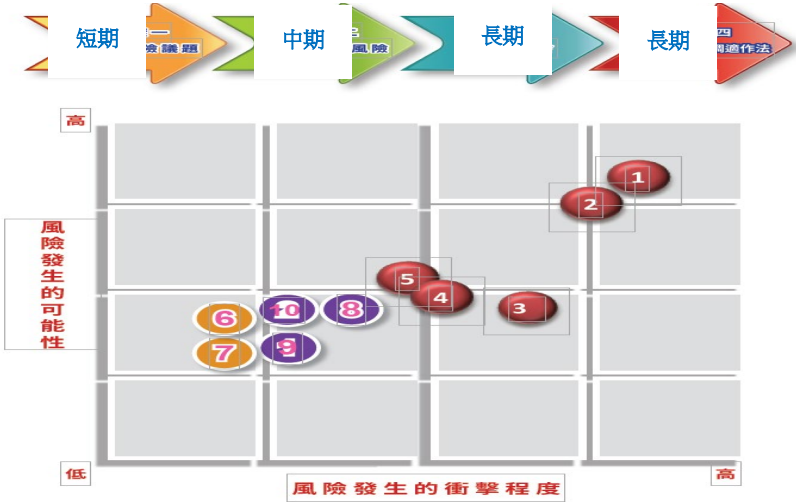 短期
中期
長期
長期
議題
風險
四
調適作法
高
風險發生的可能性
1
2
5
4
3
6
10
8
7
9
低
高
風險發生的衝擊程度